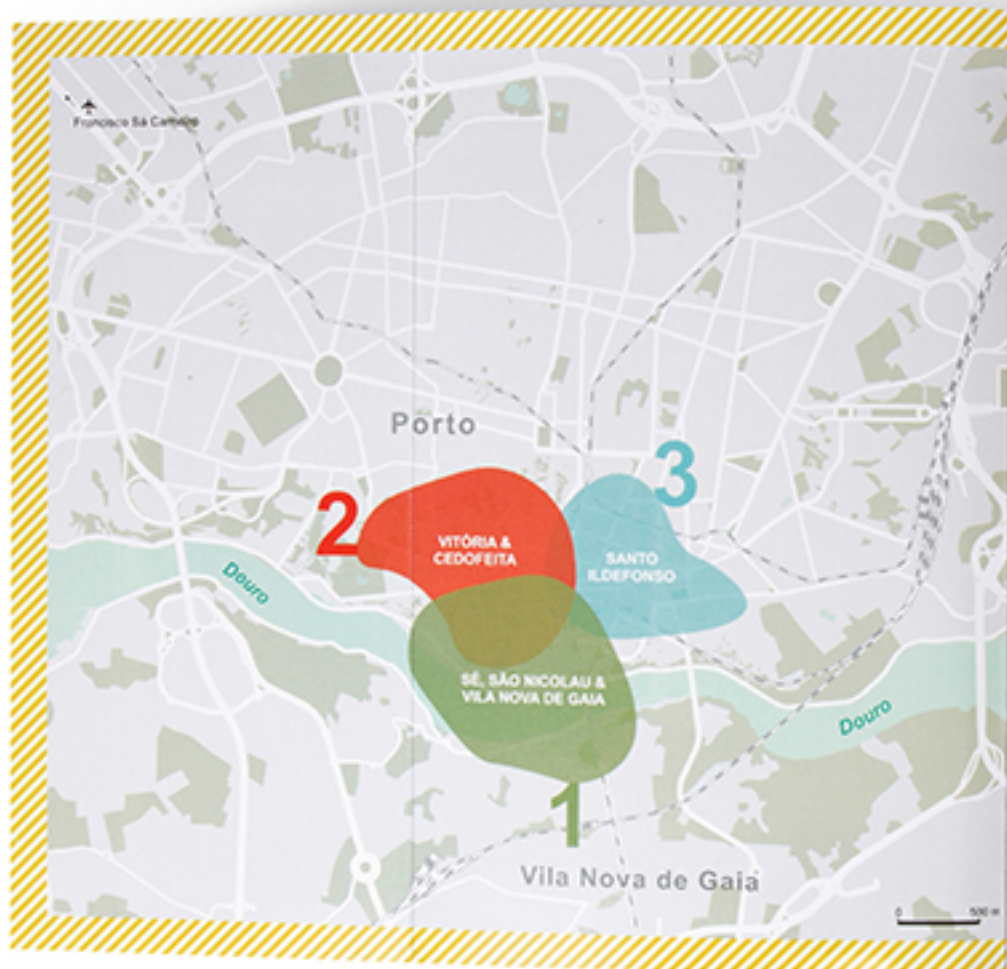 Francisco Sá Carneiro
Porto
3
2
VITÓRIA &
CEDOFEITA
SANTO
ILDEFONSO
Douro
SÉ, SÃO NICOLAU &
VILA NOVA DE GAIA
Douro
1
Vila Nova de Gaia
0 500 m